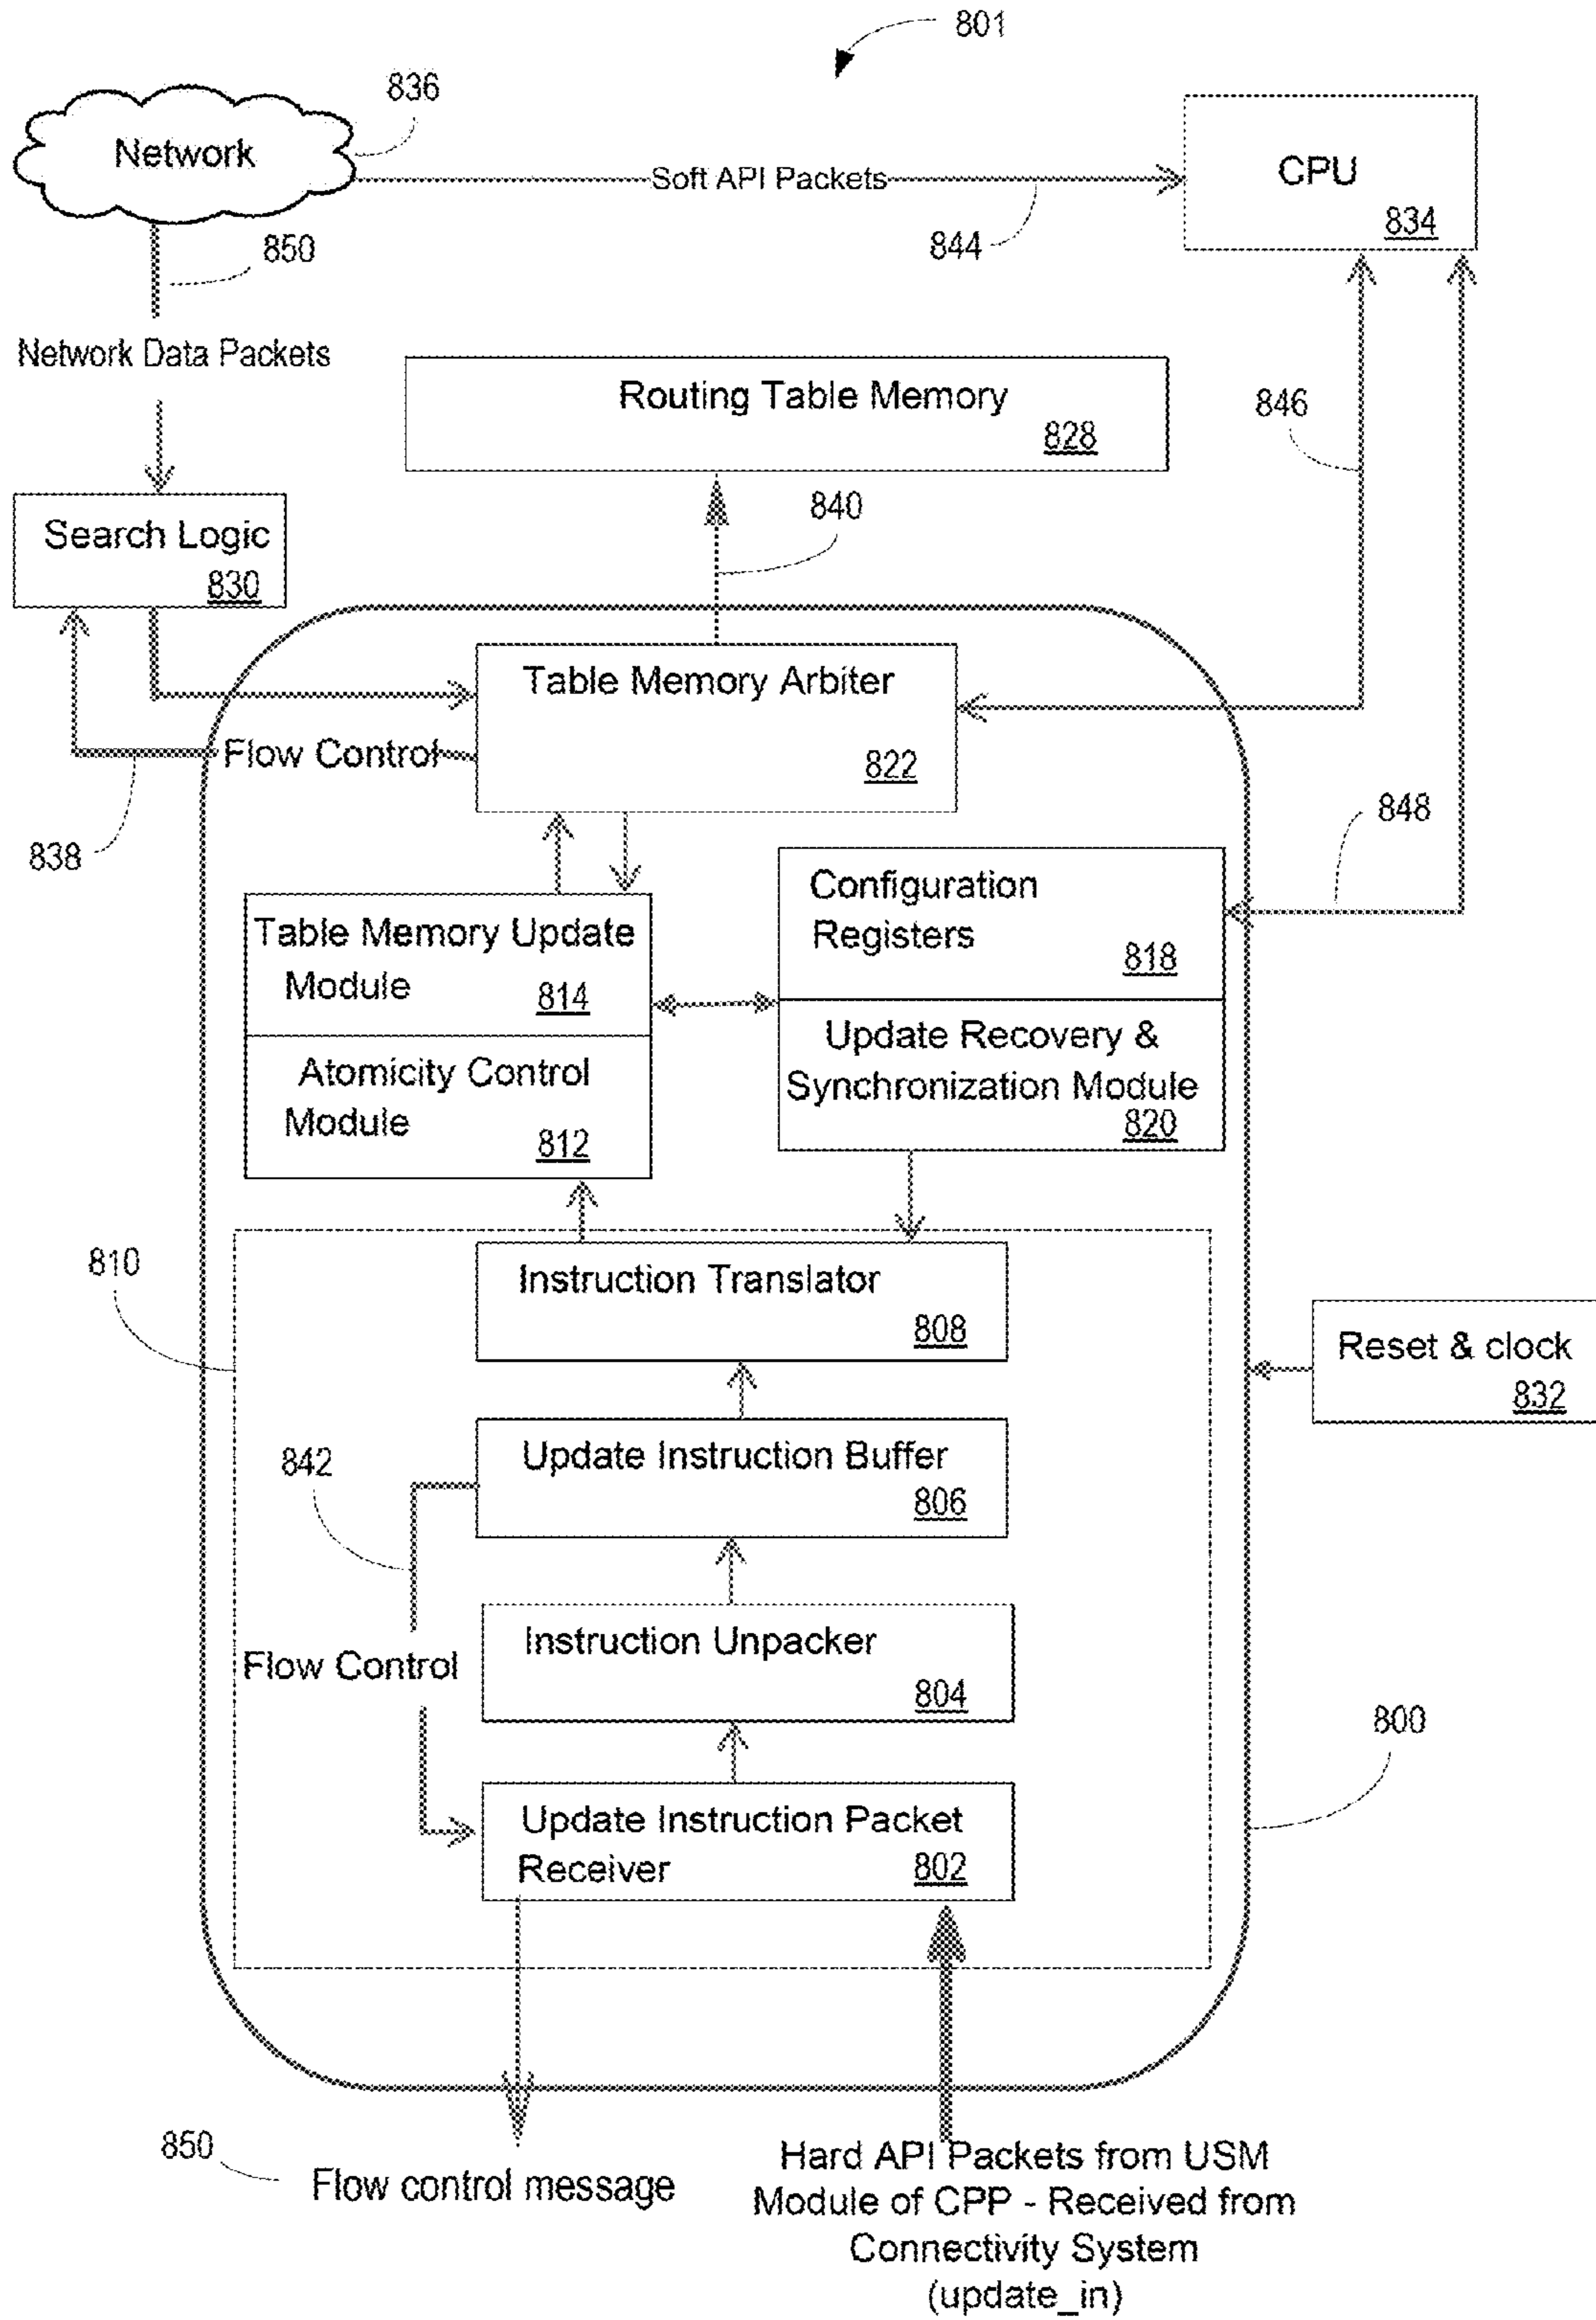 801
836
Network
Soft API Packets
CPU
834
844
850
Network Data Packets
Routing Table Memory
828
846
840
Search Logic
830
Table Memory Arbiter
822
Flow Control
838
848
Configuration
Registers
818
Table Memory Update
Module
814
Update Recovery &
Synchronization Module
820
Atomicity Control
Module
812
810
Instruction Translator
808
Reset & clock
832
842
Update Instruction Buffer
806
Flow Control
Instruction Unpacker
804
800
Update Instruction Packet
Receiver
802
850
Flow control message
Hard API Packets from USM
Module of CPP - Received from
Connectivity System
(update_in)